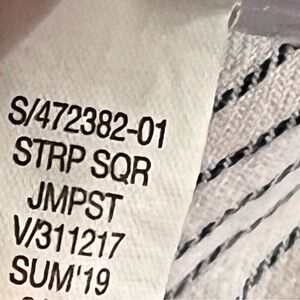 S/472382-01
STRP SQR
JMPST
V/311217
SUM'19